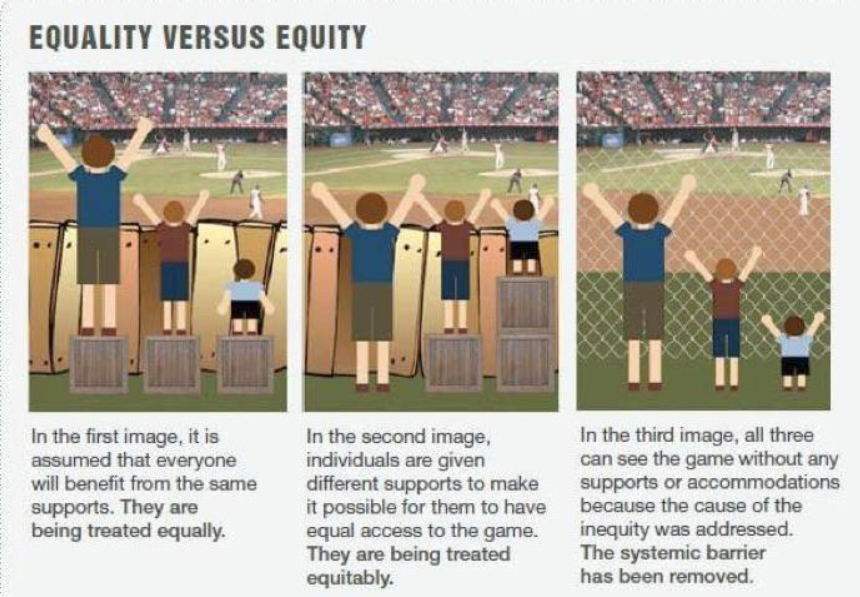 EQUALITY VERSUS EQUITY
In the first image, it is
assumed that everyone
will benefit from the same
supports. They are
being treated equally.
In the second image,
individuals are given
different supports to make
it possible for them to have
equal access to the game.
They are being treated
equitably.
In the third image, all three
can see the game without any
supports or accommodations
because the cause of the
inequity was addressed.
The systemic barrier
has been removed.